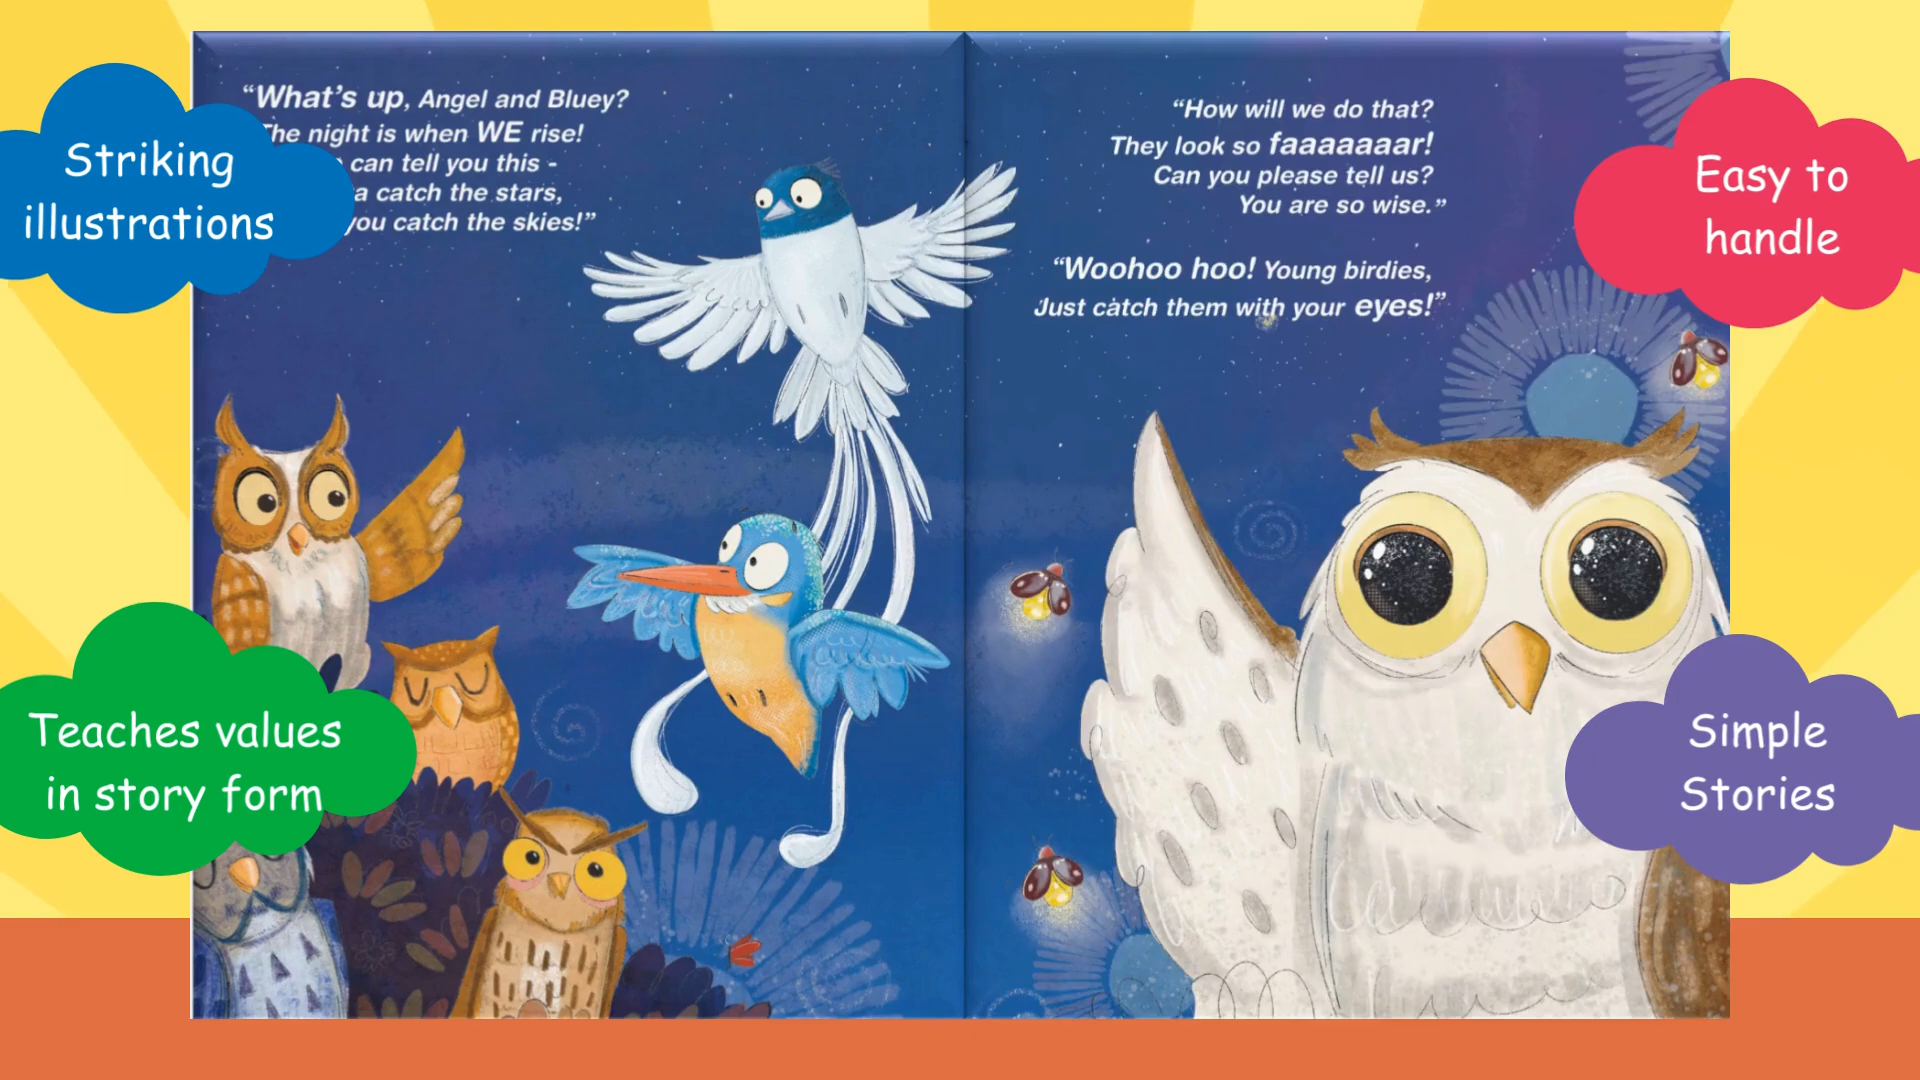 “What’s up, Angel and Bluey?
The night is when WE rise!
can tell you this -
catch the stars,
you catch the skies!”
“How will we do that?
They look so faaaaaaar!
Can you please tell us?
You are so wise.”
“Woohoo hoo! Young birdies,
Just catch them with your eyes!”
Striking
illustrations
Easy to
handle
Teaches values
in story form
Simple
Stories